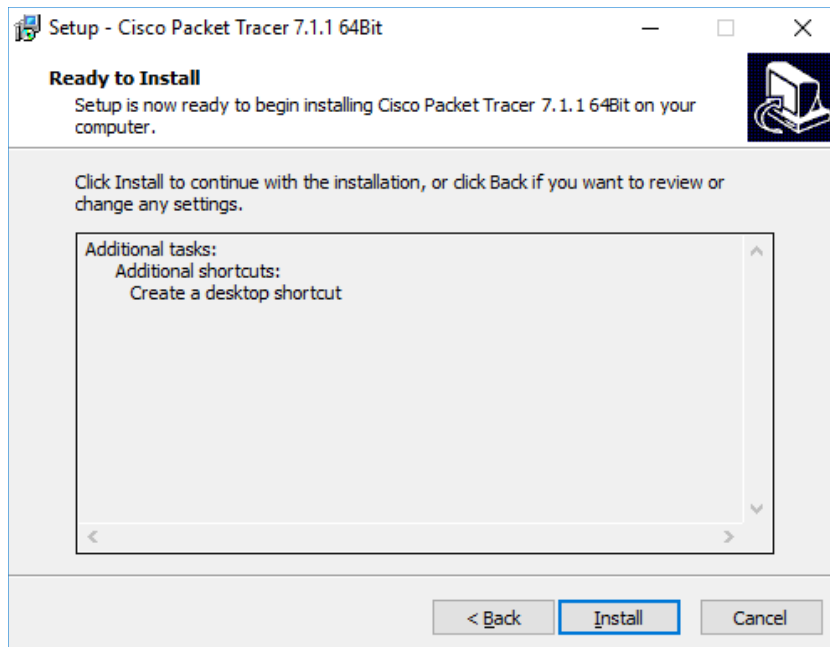 Setup - Cisco Packet Tracer 7.1.1 64Bit
Ready to Install
Setup is now ready to begin installing Cisco Packet Tracer 7.1.1 64Bit on your
computer.
Click Install to continue with the installation, or click Back if you want to review or
change any settings.
Additional tasks:
Additional shortcuts:
Create a desktop shortcut
< Back Install Cancel